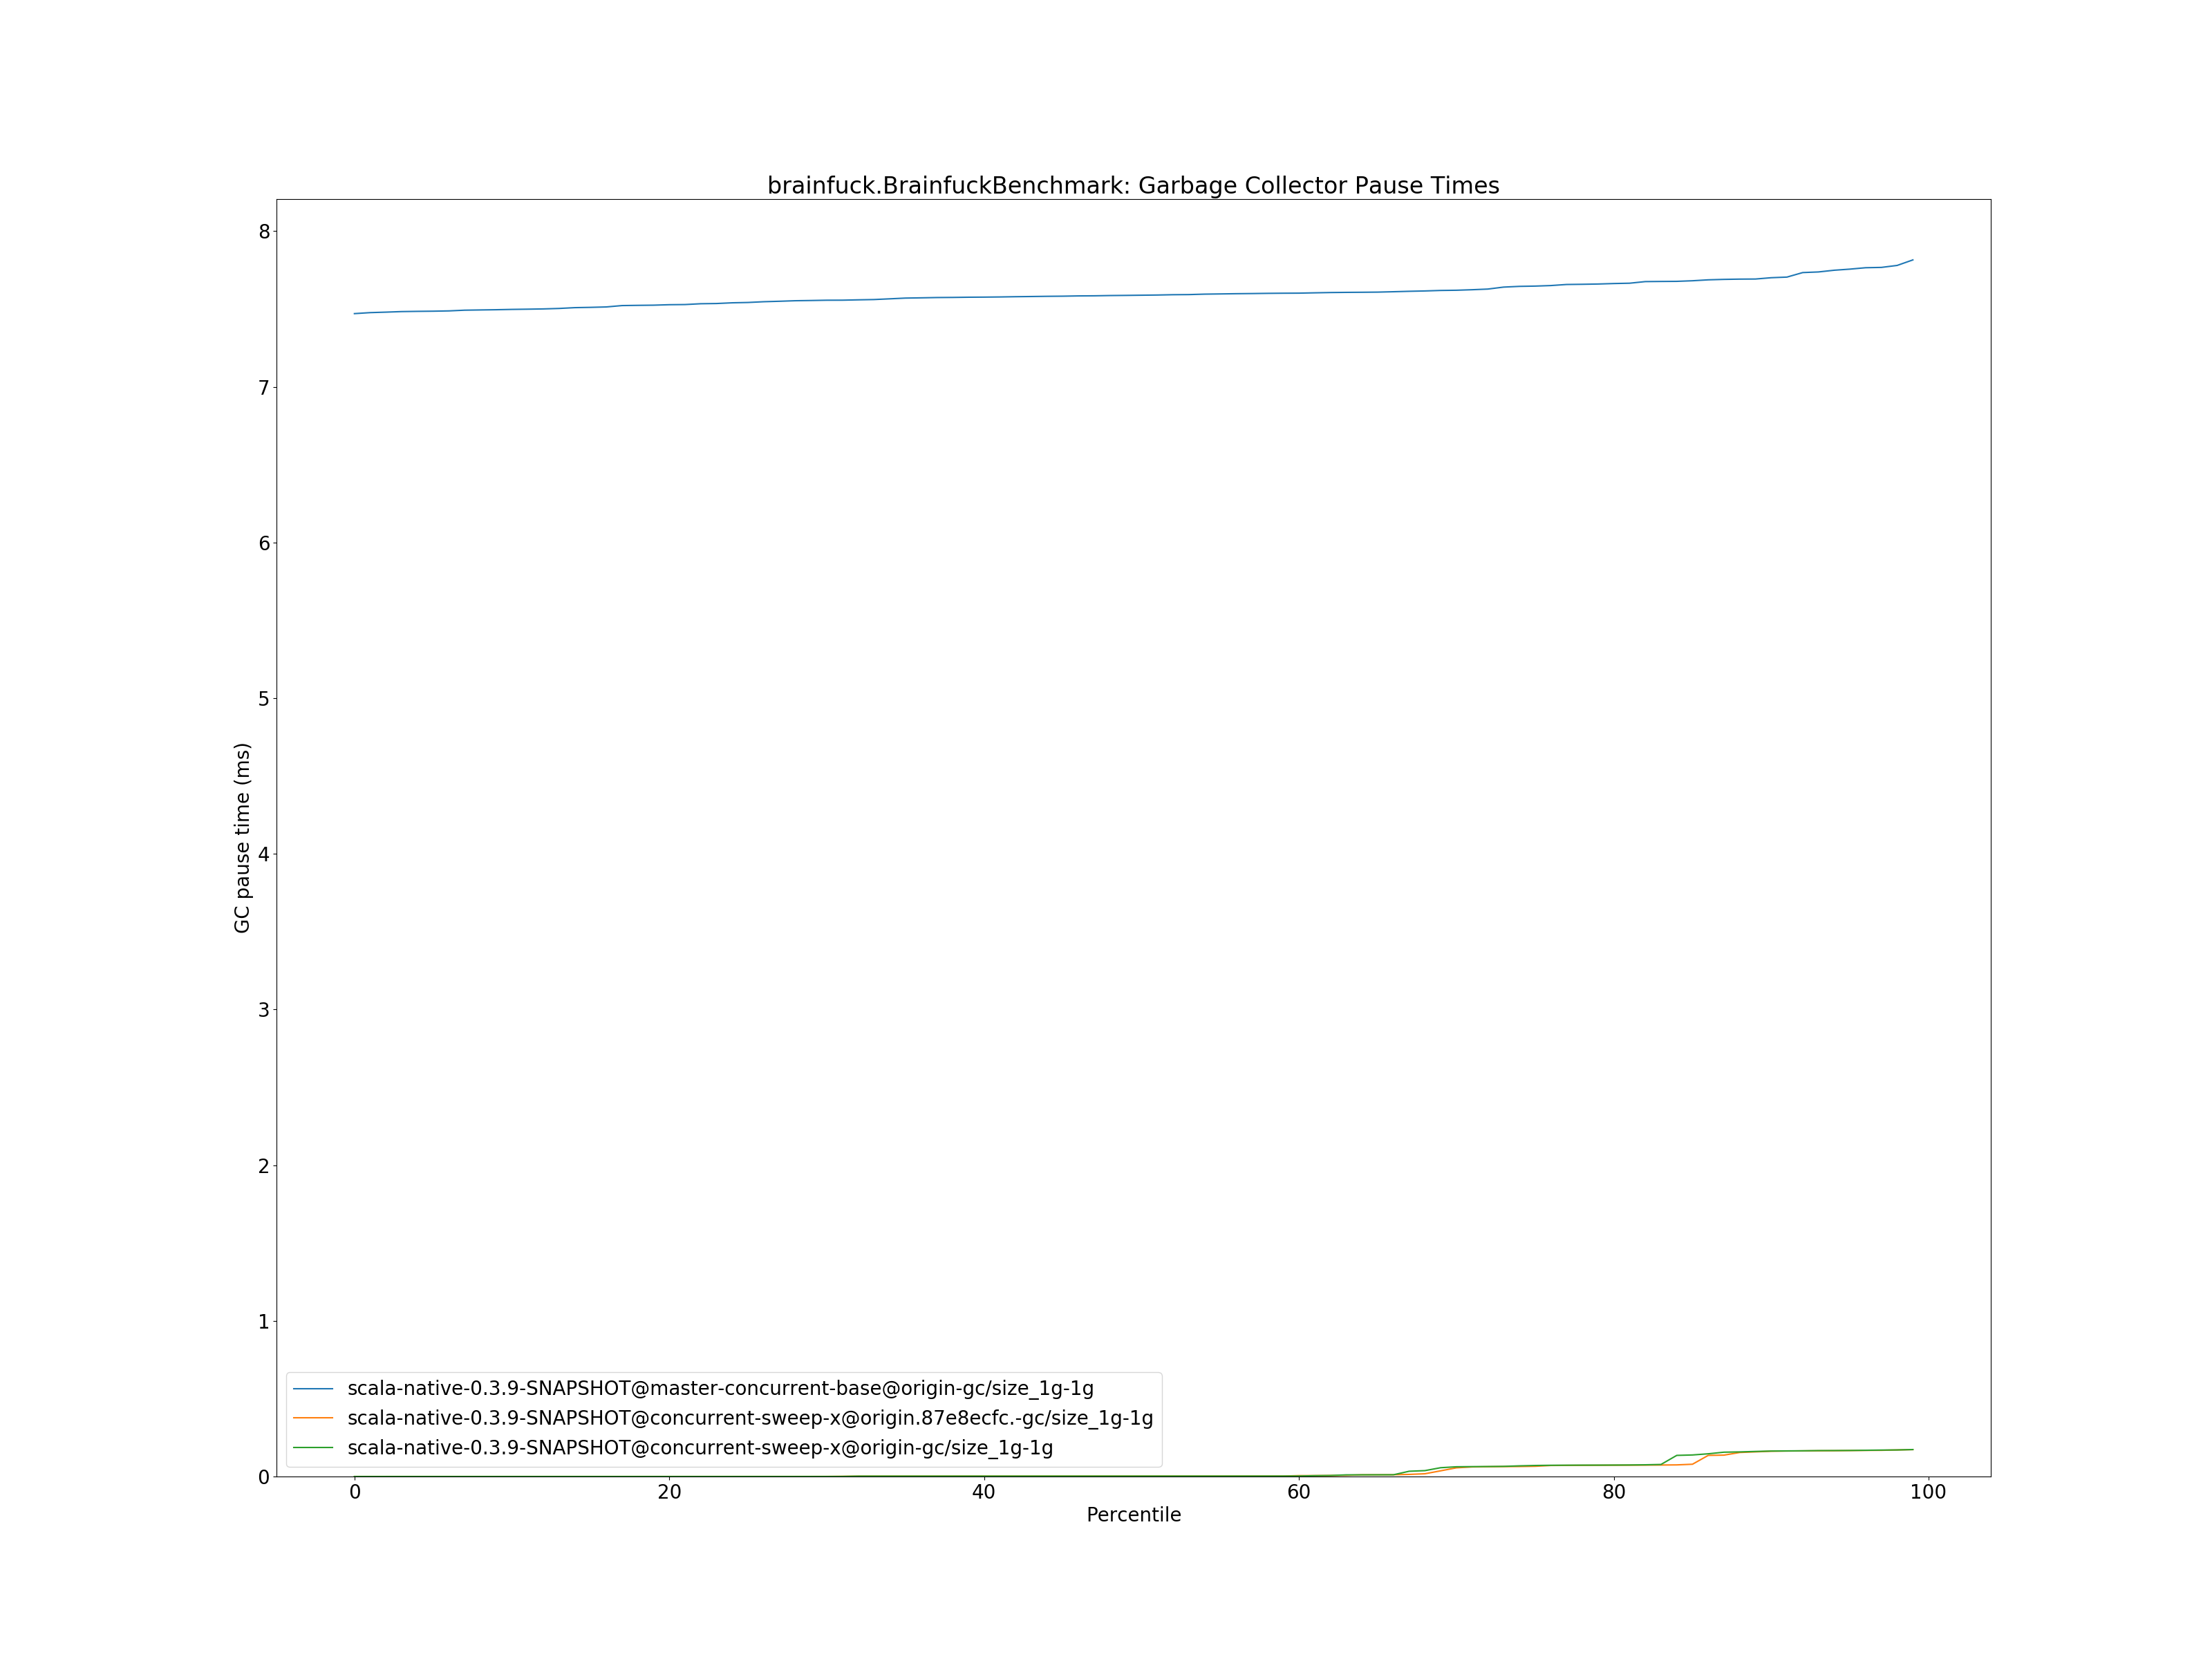 brainfuck.BrainfuckBenchmark: Garbage Collector Pause Times
8
7
6
5
4
3
2
1
0
GC pause time (ms)
scala-native-0.3.9-SNAPSHOT@master-concurrent-base@origin-gc/size_1g-1g
scala-native-0.3.9-SNAPSHOT@concurrent-sweep-x@origin.87e8ecfc.-gc/size_1g-1g
scala-native-0.3.9-SNAPSHOT@concurrent-sweep-x@origin-gc/size_1g-1g
0 20 40 60 80 100
Percentile